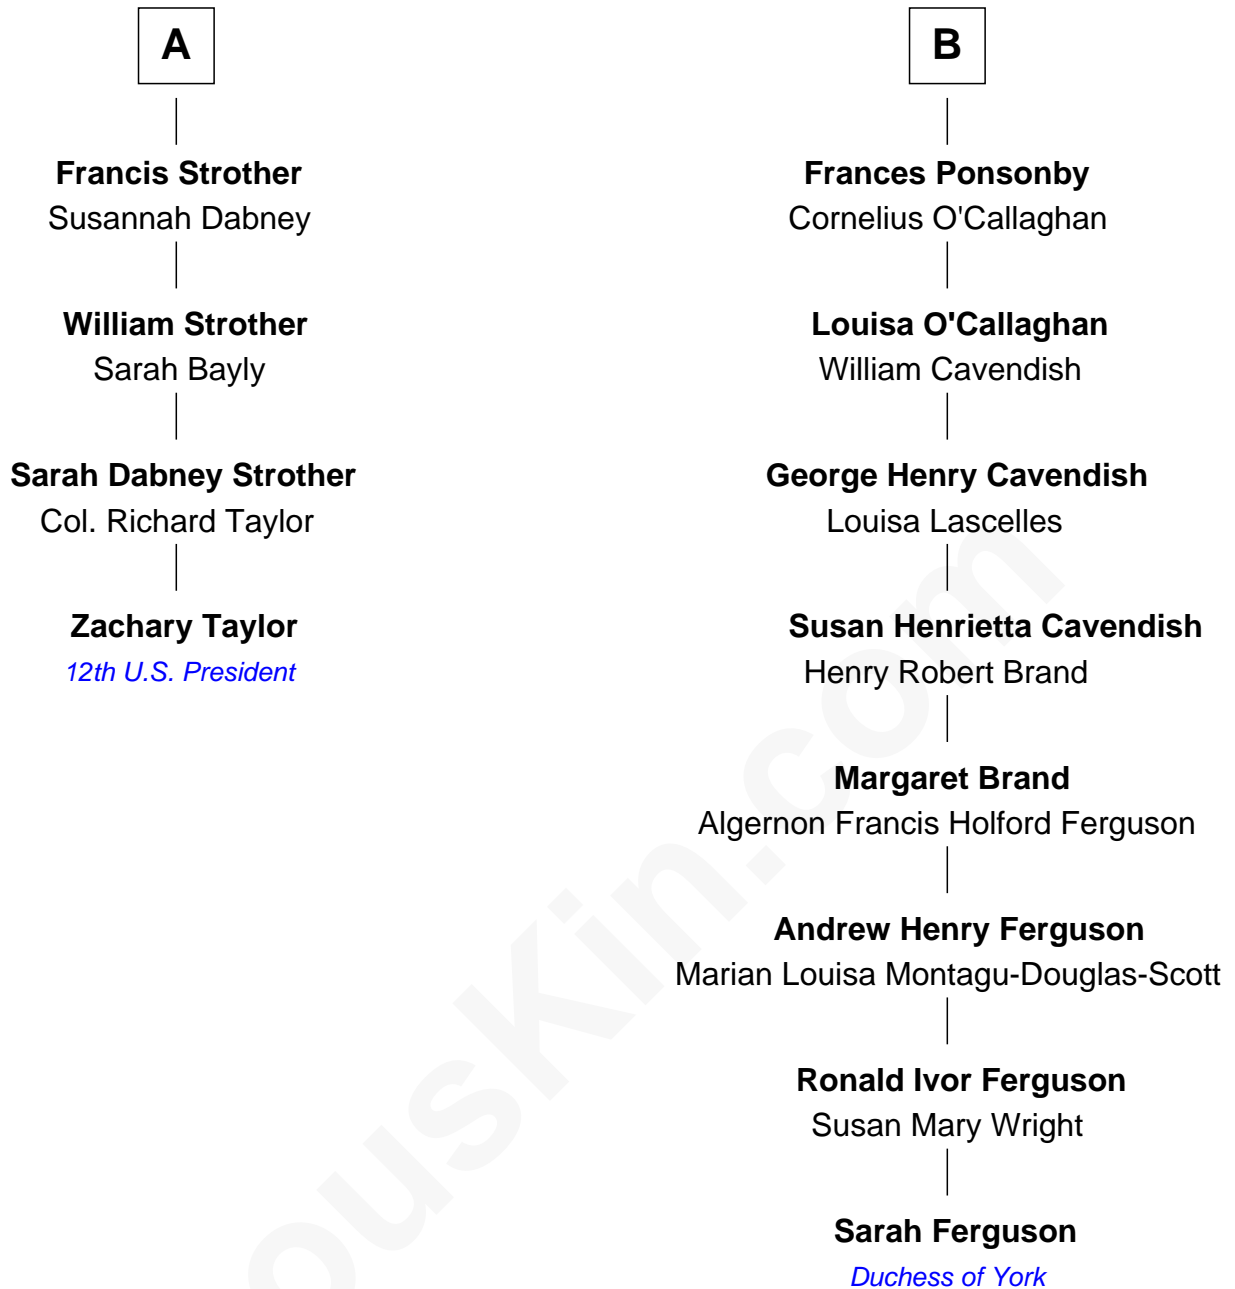 A
Francis Strother
Susannah Dabney
William Strother
Sarah Bayly
Sarah Dabney Strother
Col. Richard Taylor
Zachary Taylor
12th U.S. President
B
Frances Ponsonby
Cornelius O'Callaghan
Louisa O'Callaghan
William Cavendish
George Henry Cavendish
Louisa Lascelles
Susan Henrietta Cavendish
Henry Robert Brand
Margaret Brand
Algernon Francis Holford Ferguson
Andrew Henry Ferguson
Marian Louisa Montagu-Douglas-Scott
Ronald Ivor Ferguson
Susan Mary Wright
Sarah Ferguson
Duchess of York
ousKin.com